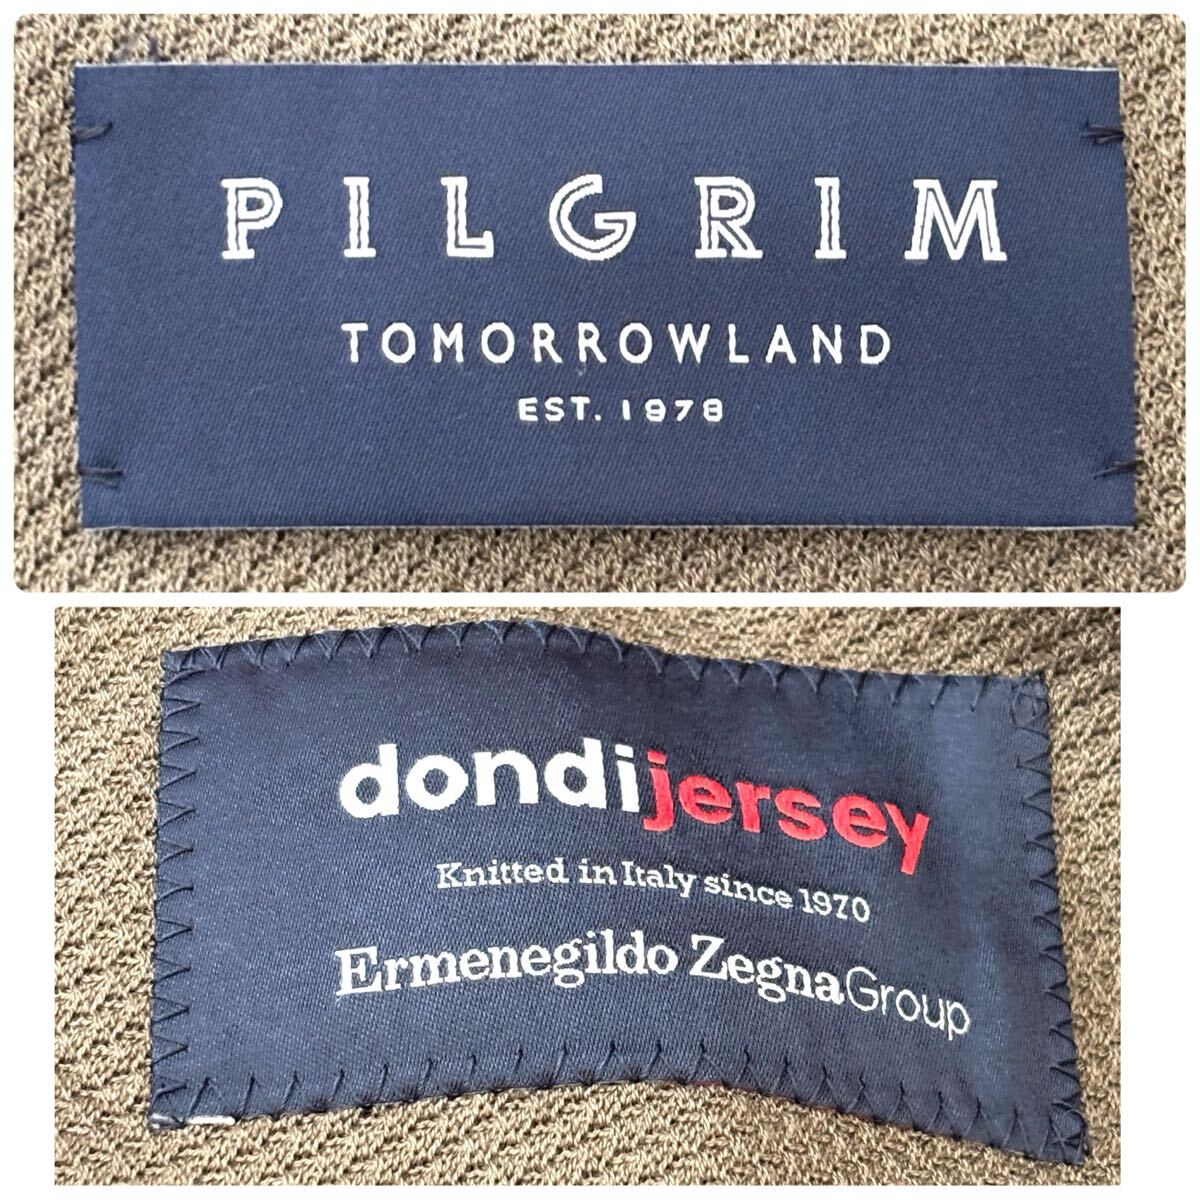 PILGRIM
TOMORROWLAND
EST. 1978
dondijersey
Knitted in Italy since 1970
Ermenegildo ZegnaGroup